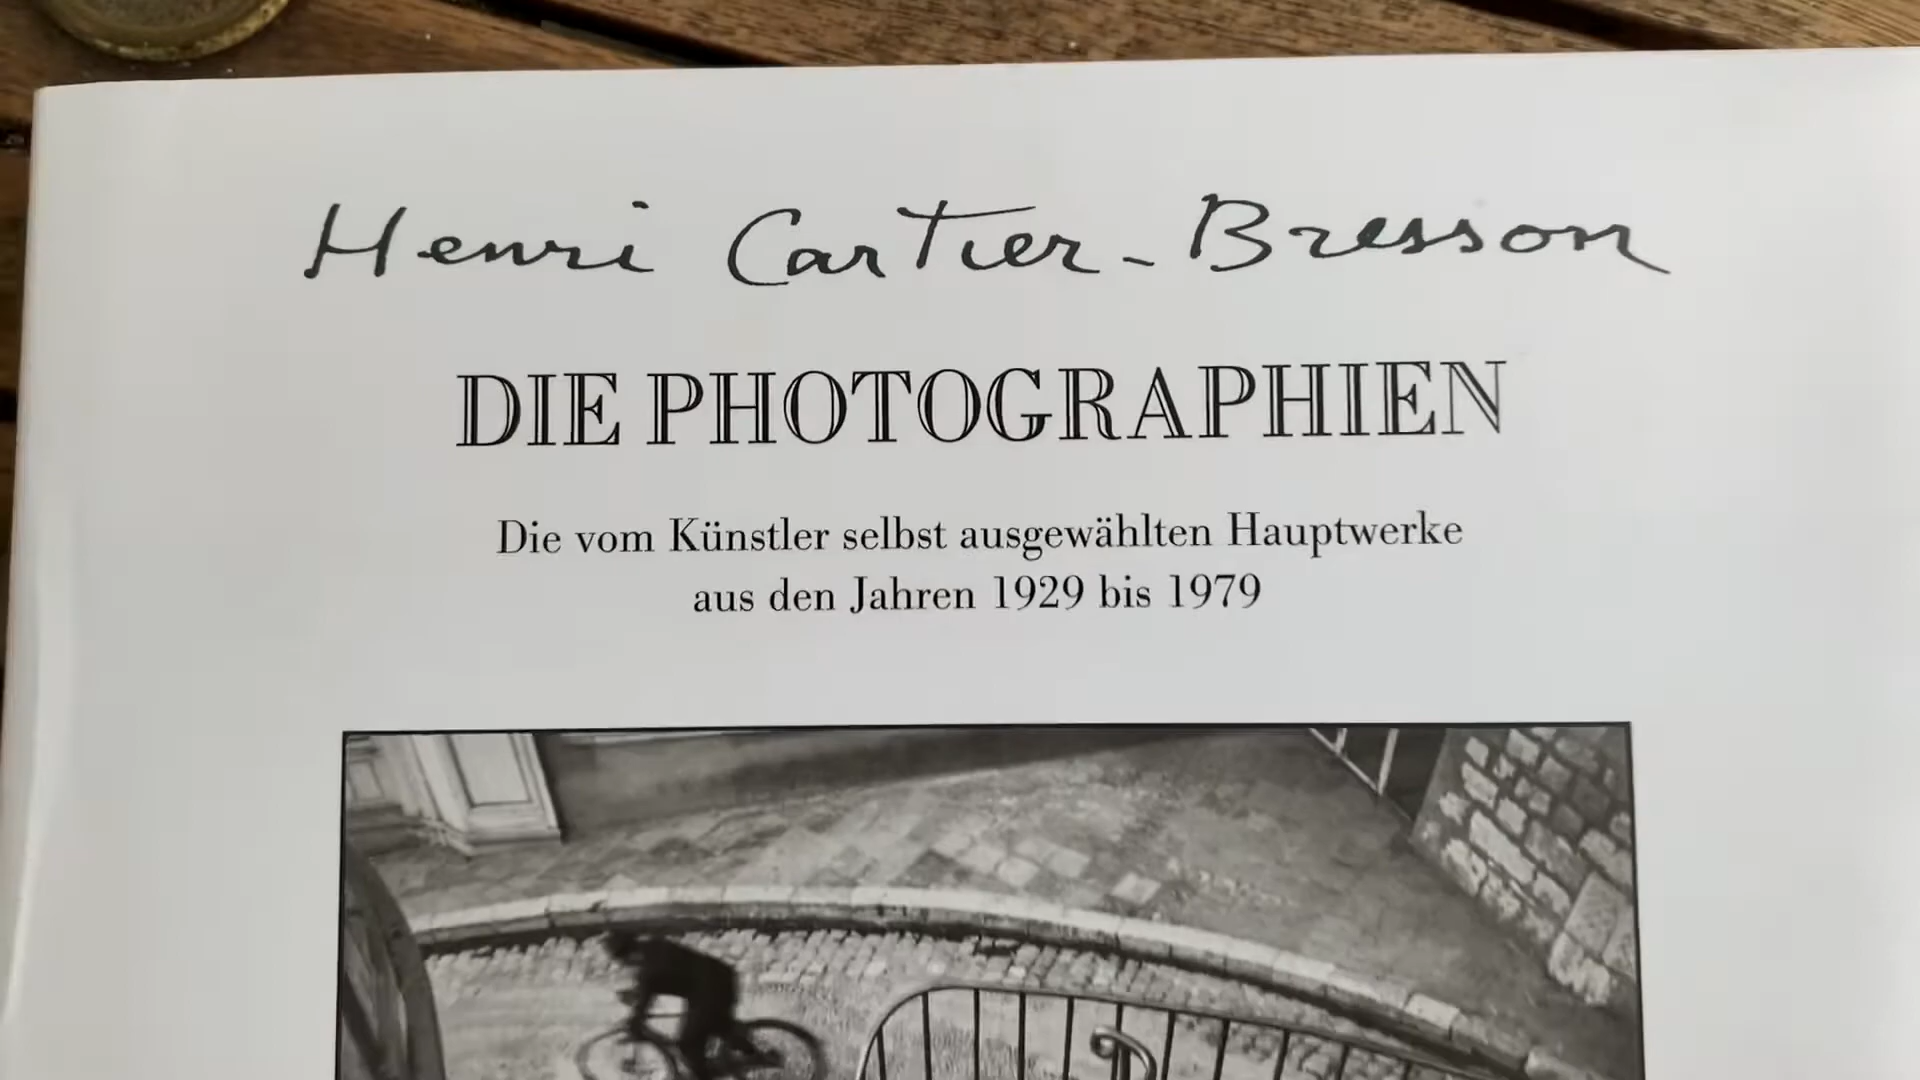 Henri Cartier-Bresson
DIE PHOTOGRAPHIEN
Die vom Künstler selbst ausgewählten Hauptwerke
aus den Jahren 1929 bis 1979